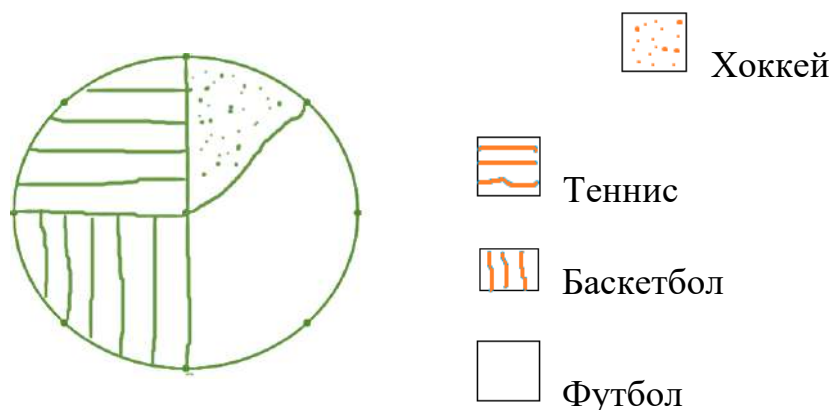 Хоккей
Теннис
Баскетбол
Футбол